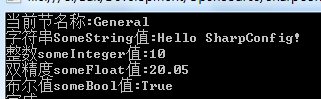 当前节名称:General
字符串SomeString值:Hello SharpConfig!
整数someInteger值:10
双精度someFloat值:20.05
布尔值someBool值:True